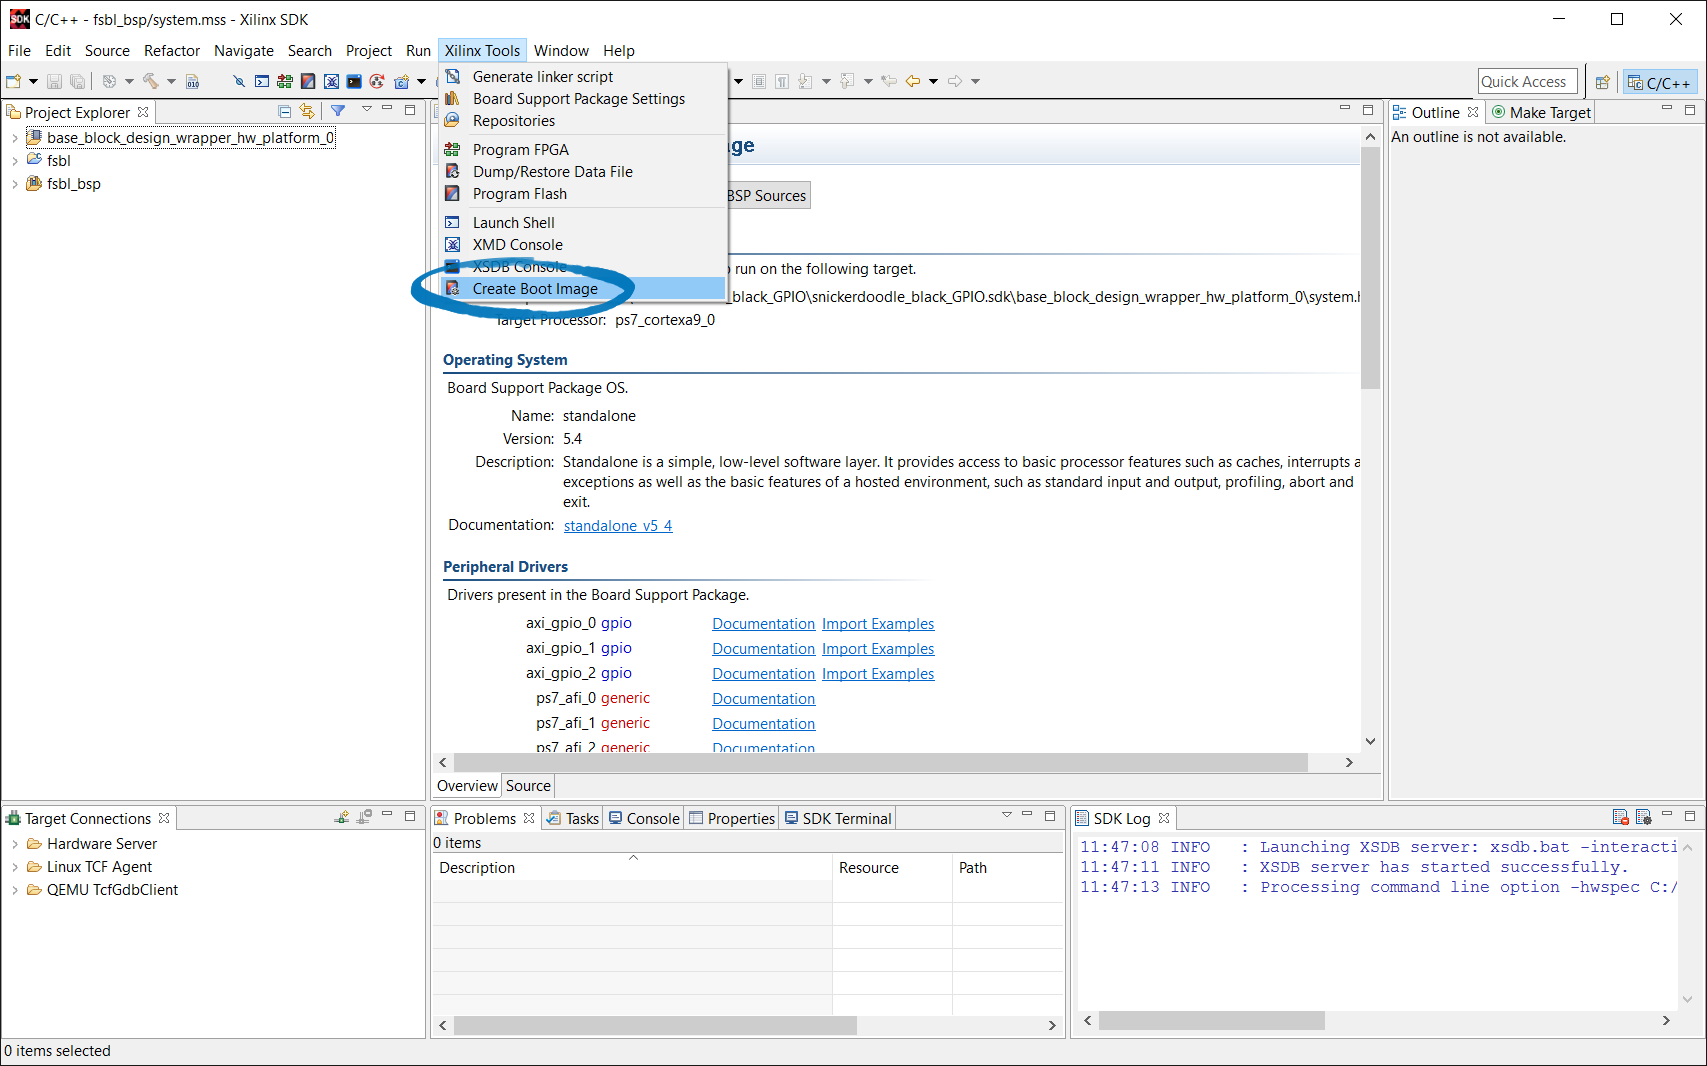 C/C++ - fsbl_bsp/system.mss - Xilinx SDK
File Edit Source Refactor Navigate Search Project Run Xilinx Tools Window Help
Quick Access
C/C++
Generate linker script
Board Support Package Settings
Repositories
Program FPGA
Dump/Restore Data File
Program Flash
Launch Shell
XMD Console
XSDB Console
Create Boot Image
Project Explorer
base_block_design_wrapper_hw_platform_0
fsbl
fsbl_bsp
BSP Sources
run on the following target.
_black_GPIO\snickerdoodle_black_GPIO.sdk\base_block_design_wrapper_hw_platform_0\system.h
Target Processor: ps7_cortexa9_0
Operating System
Board Support Package OS.
Name: standalone
Version: 5.4
Description: Standalone is a simple, low-level software layer. It provides access to basic processor features such as caches, interrupts a
exceptions as well as the basic features of a hosted environment, such as standard input and output, profiling, abort and
exit.
Documentation: standalone_v5_4
Peripheral Drivers
Drivers present in the Board Support Package.
axi_gpio_0 gpio Documentation Import Examples
axi_gpio_1 gpio Documentation Import Examples
axi_gpio_2 gpio Documentation Import Examples
ps7_afi_0 generic Documentation
ps7_afi_1 generic Documentation
ps7_afi_2 generic Documentation
Overview Source
Outline Make Target
An outline is not available.
Target Connections
Hardware Server
Linux TCF Agent
QEMU TcfGdbClient
Problems Tasks Console Properties SDK Terminal
0 items
Description Resource Path
SDK Log
11:47:08 INFO : Launching XSDB server: xsdb.bat -interacti
11:47:11 INFO : XSDB server has started successfully.
11:47:13 INFO : Processing command line option -hwspec C:/
0 items selected